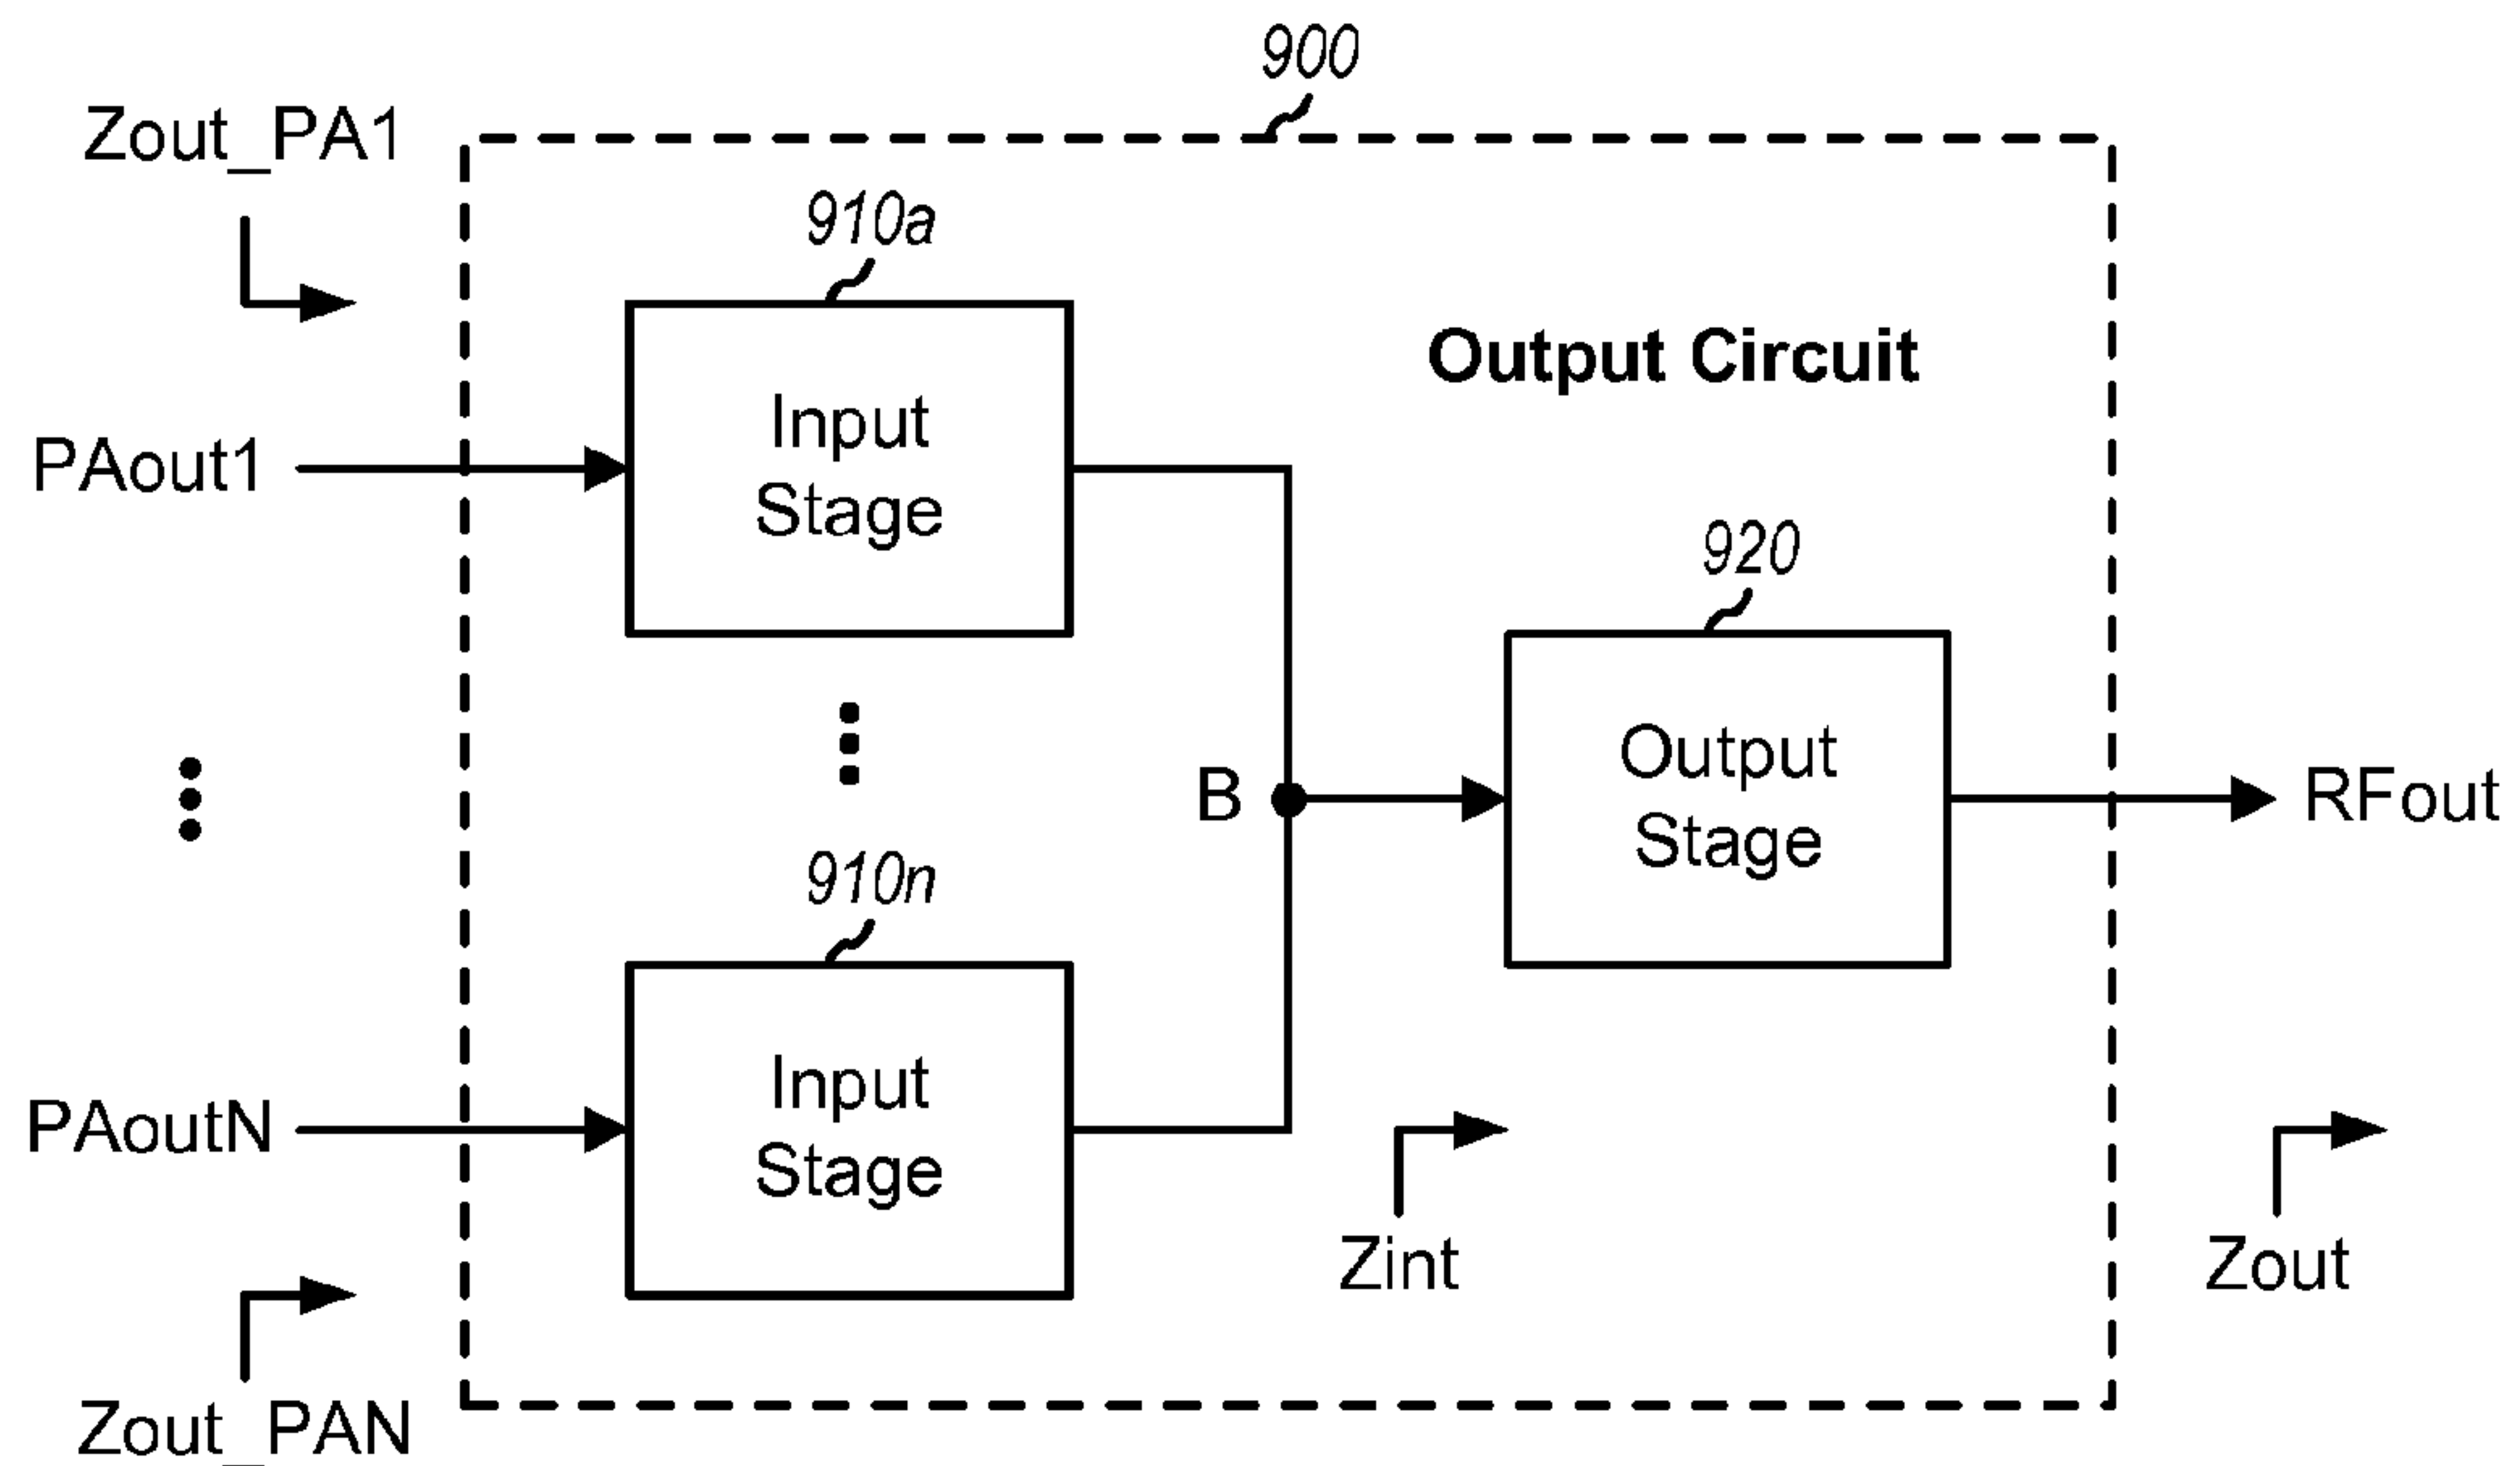 900
Zout_PA1
910a
Output Circuit
PAout1
Input
Stage
920
B
Output
Stage
RFout
910n
PAoutN
Input
Stage
Zint
Zout
Zout_PAN